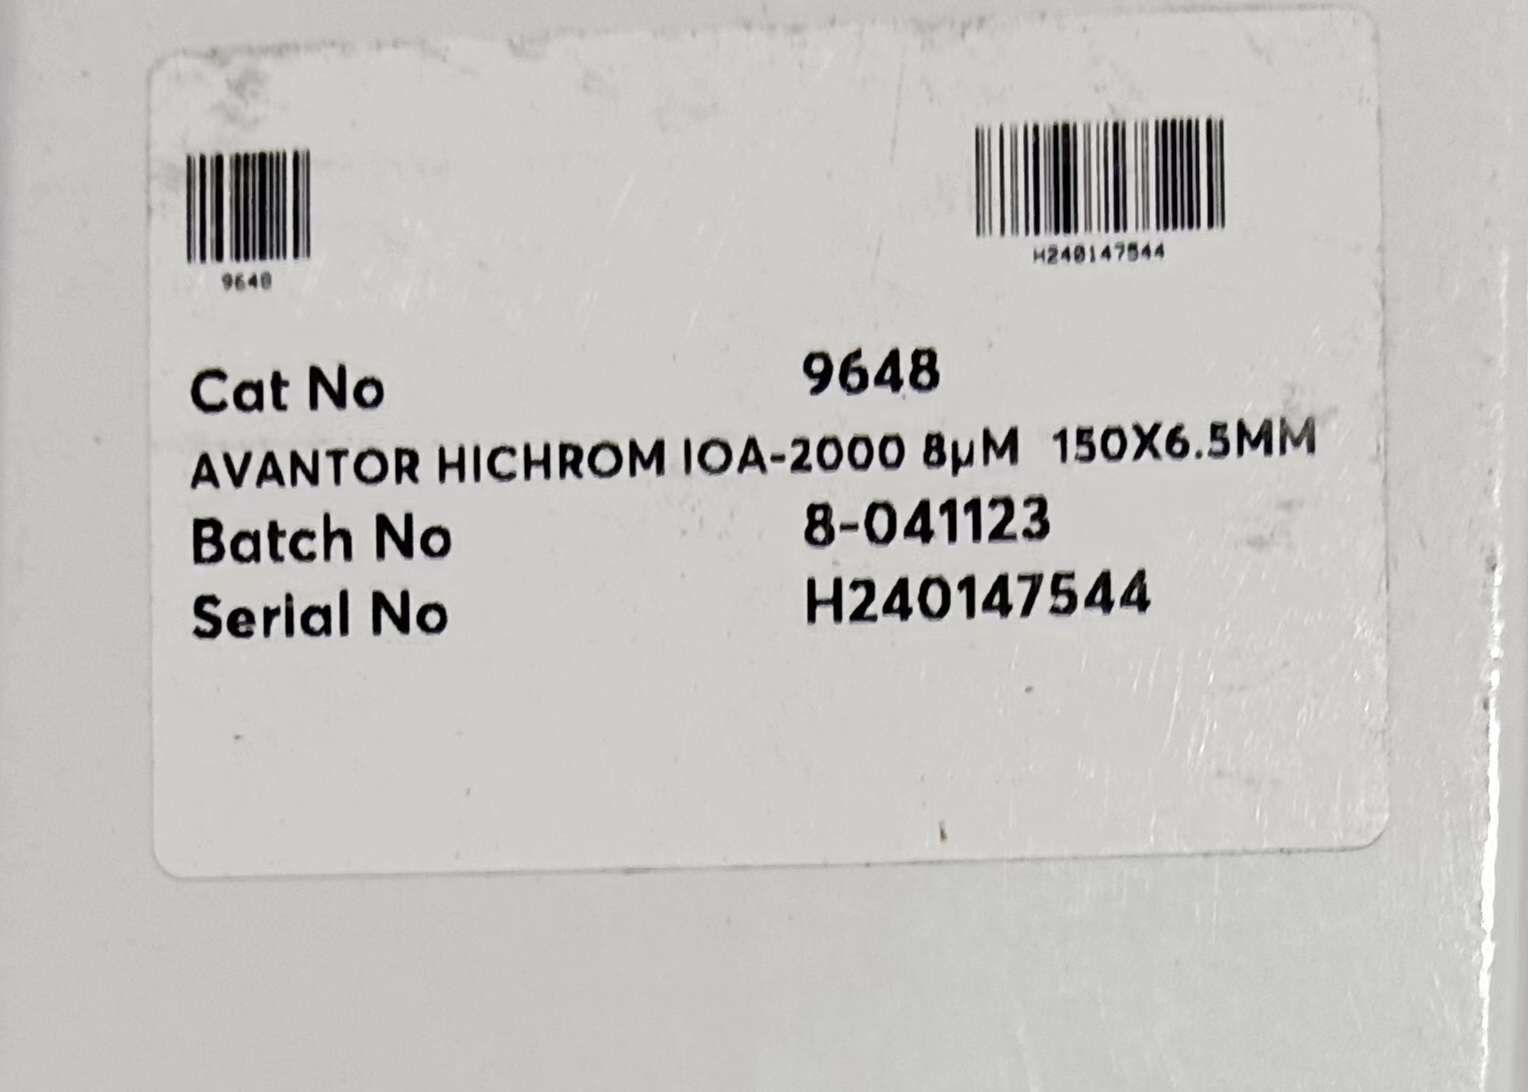 9648
H240147544
Cat No 9648
AVANTOR HICHROM IOA-2000 8µM 150X6.5MM
Batch No 8-041123
Serial No H240147544